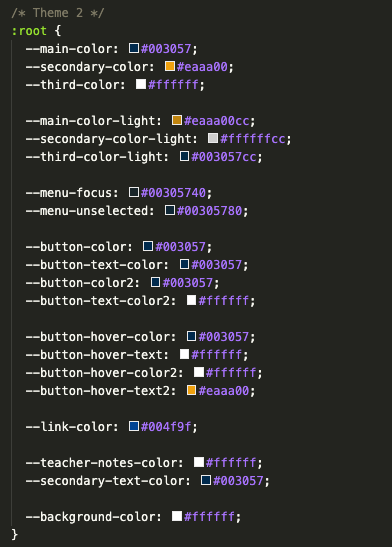 /* Theme 2 */
:root {
--main-color: #003057;
--secondary-color: #eaaa00;
--third-color: #ffffff;
--main-color-light: #eaaa00cc;
--secondary-color-light: #ffffffcc;
--third-color-light: #003057cc;
--menu-focus: #00305740;
--menu-unselected: #00305780;
--button-color: #003057;
--button-text-color: #003057;
--button-color2: #003057;
--button-text-color2: #ffffff;
--button-hover-color: #003057;
--button-hover-text: #ffffff;
--button-hover-color2: #ffffff;
--button-hover-text2: #eaaa00;
--link-color: #004f9f;
--teacher-notes-color: #ffffff;
--secondary-text-color: #003057;
--background-color: #ffffff;
}